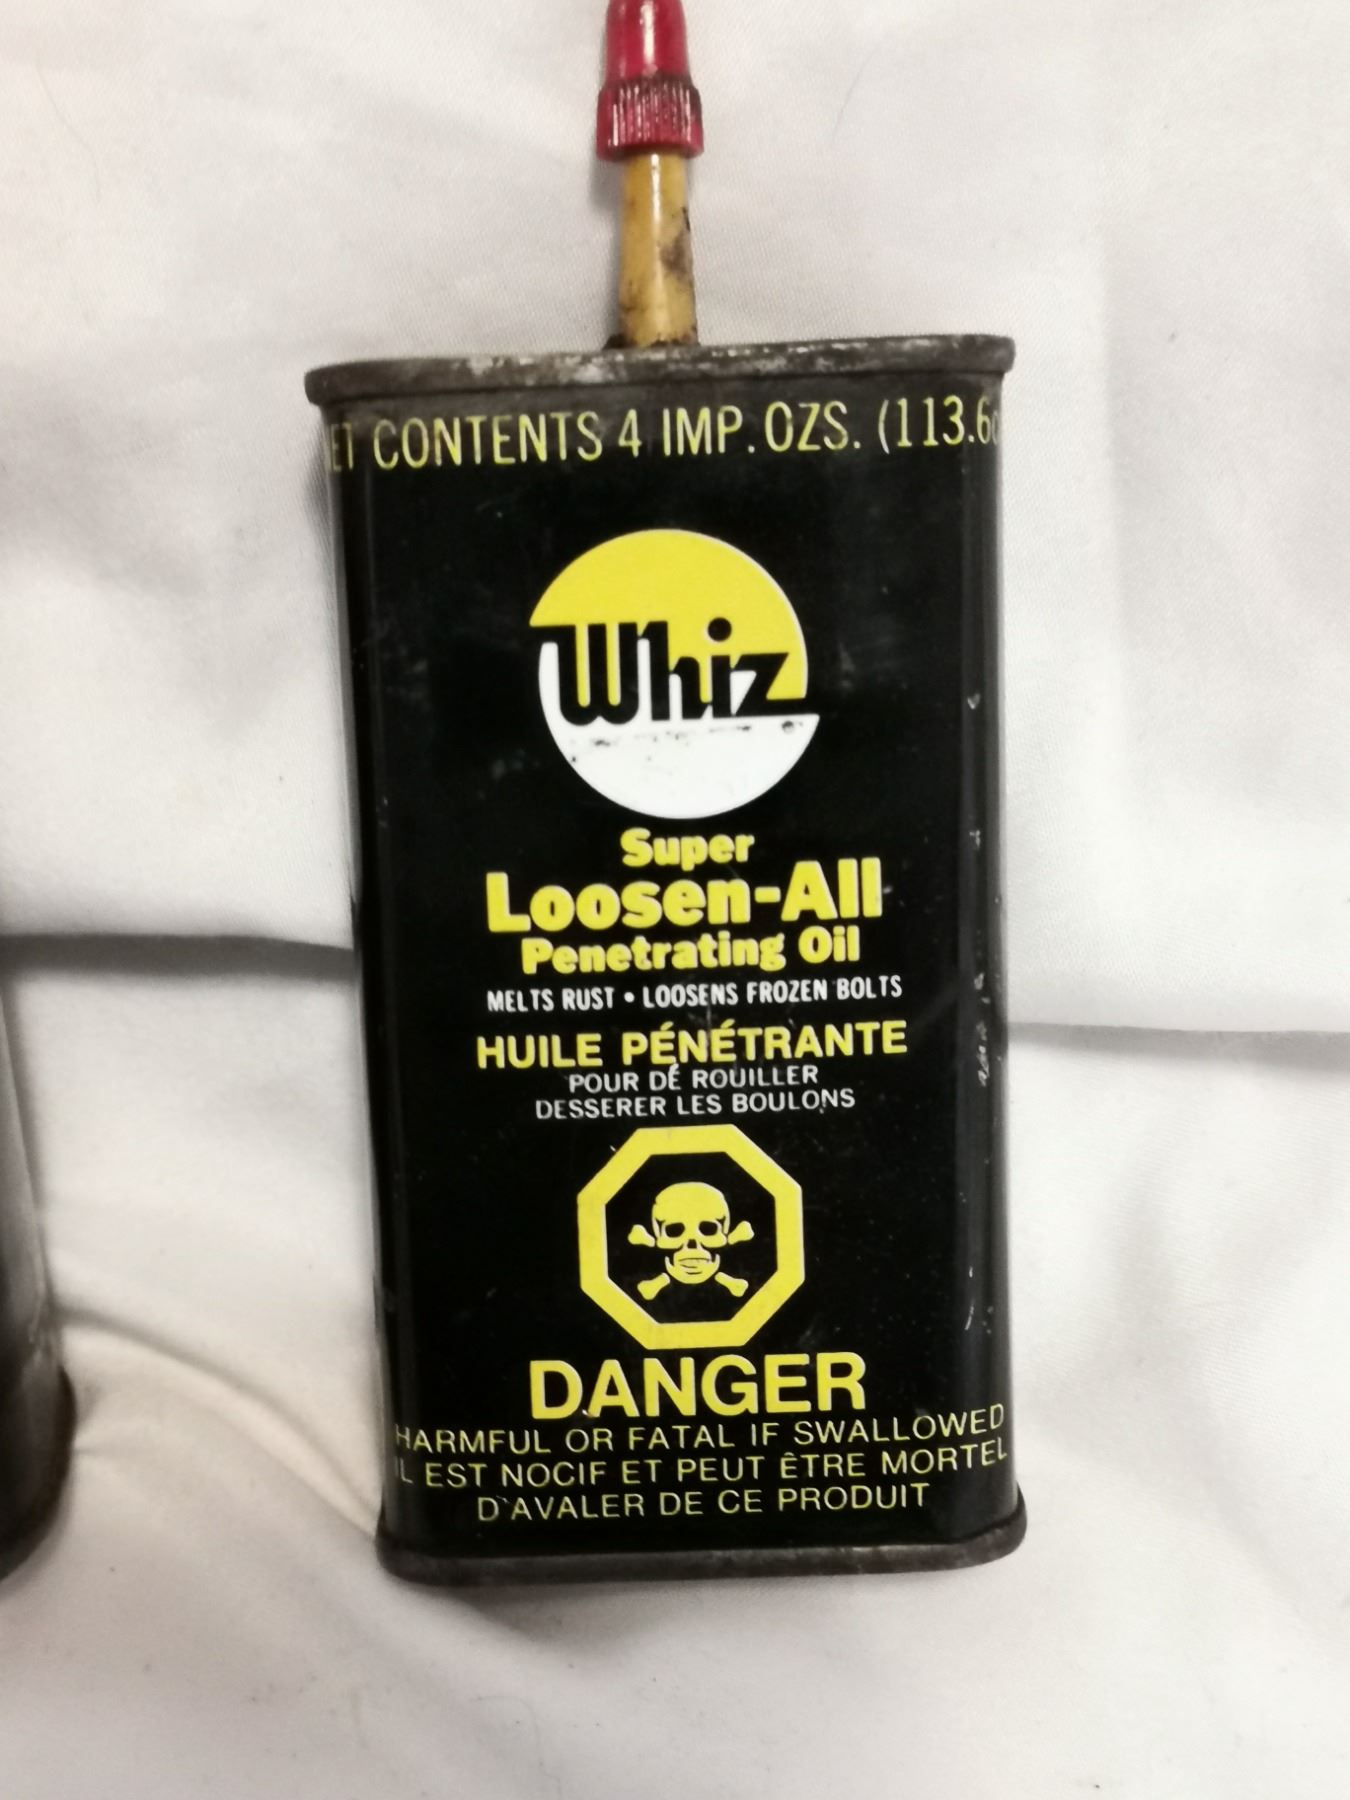 CONTENTS 4 IMP. OZS. (113.6
Whiz
Super
Loosen-All
Penetrating Oil
MELTS RUST • LOOSENS FROZEN BOLTS
HUILE PÉNÉTRANTE
POUR DÉ ROUILLER
DESSERER LES BOULONS
DANGER
HARMFUL OR FATAL IF SWALLOWED
IL EST NOCIF ET PEUT ÊTRE MORTEL
D'AVALER DE CE PRODUIT